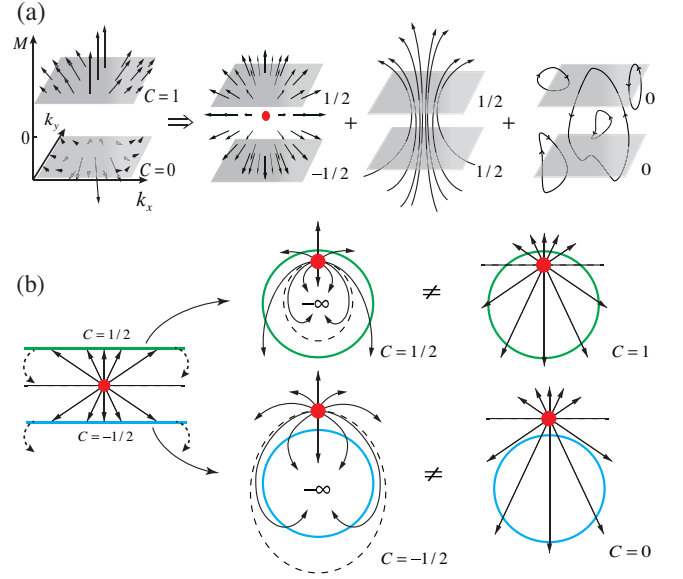 (a)
M
C = 1
k_y
0
C = 0
k_x
⇒
1/2
-1/2
+
1/2
1/2
+
0
0
(b)
C = 1/2
C = -1/2
-∞
C = 1/2
≠
C = 1
-∞
C = -1/2
≠
C = 0